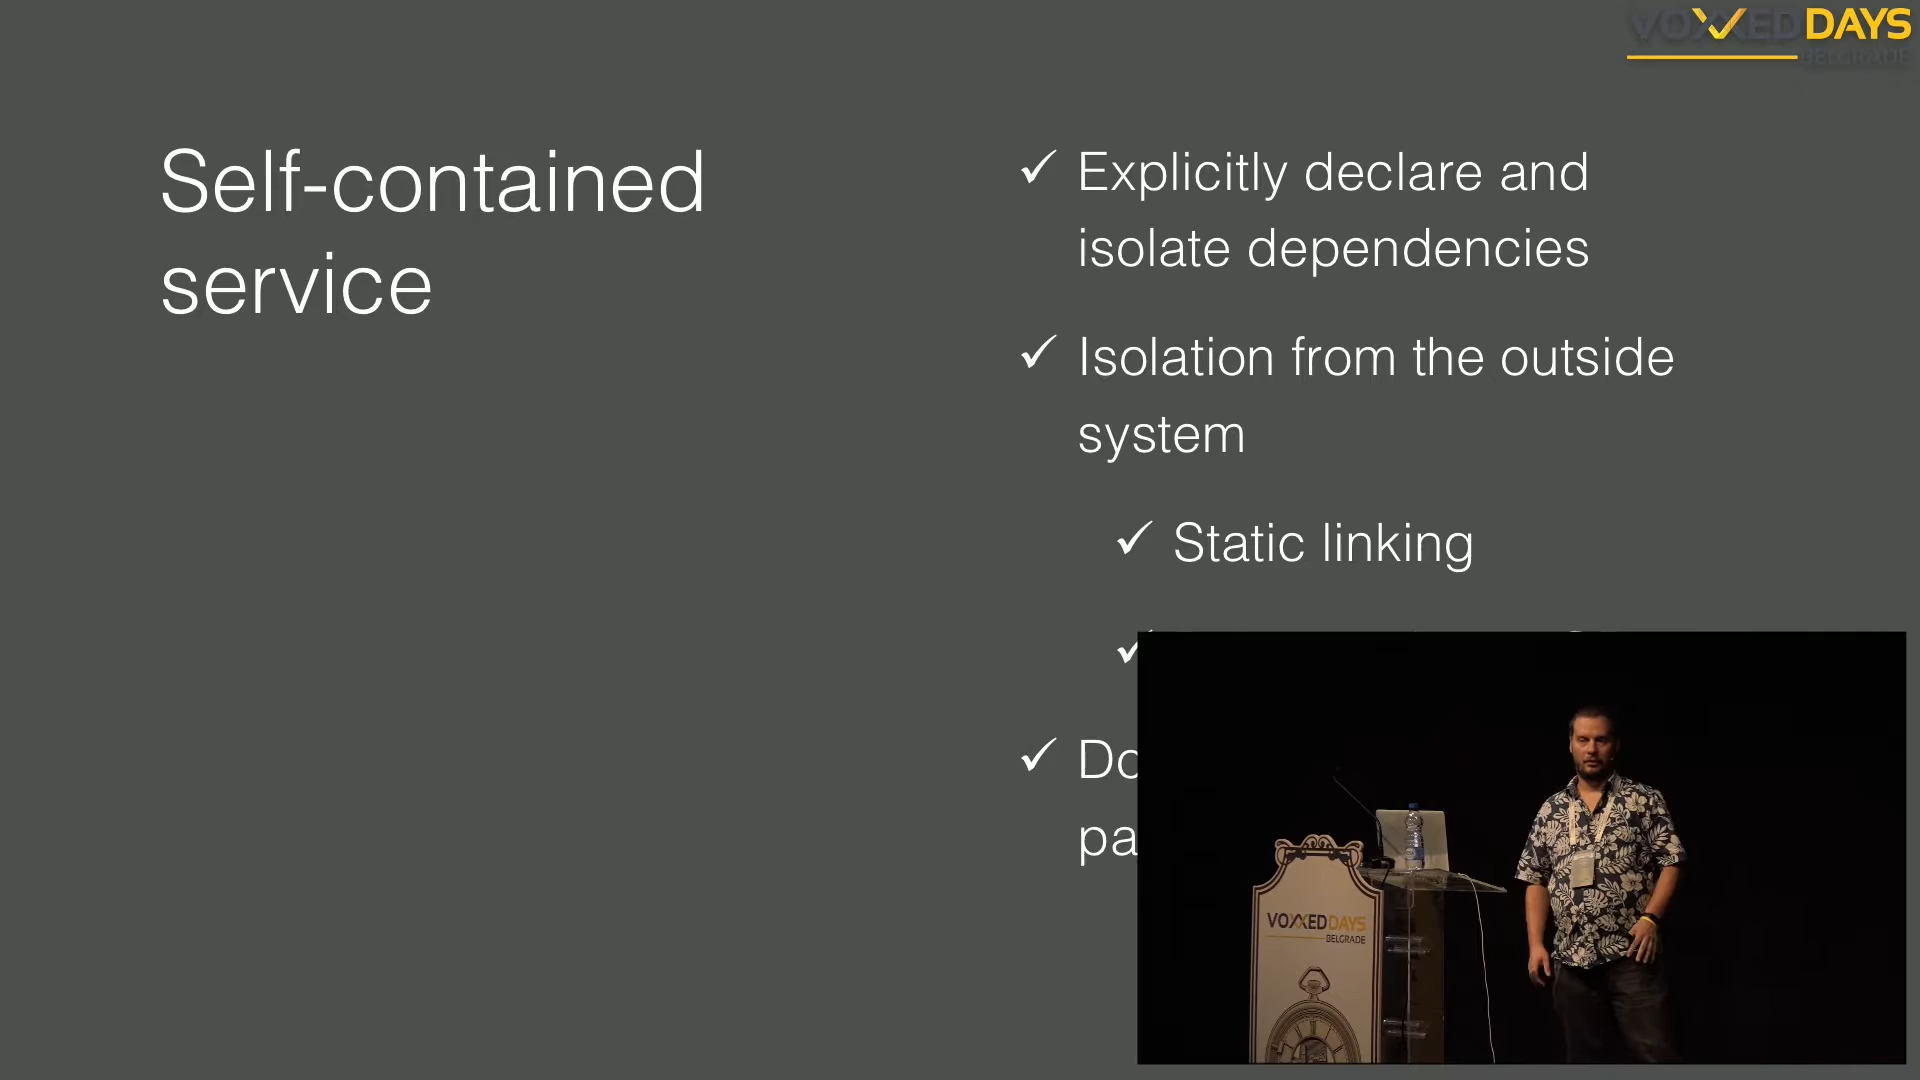 VOXXED DAYS
BELGRADE
Self-contained
service
✓ Explicitly declare and
isolate dependencies
✓ Isolation from the outside
system
✓ Static linking
✓
✓ Do
pa
VOXXED DAYS
BELGRADE